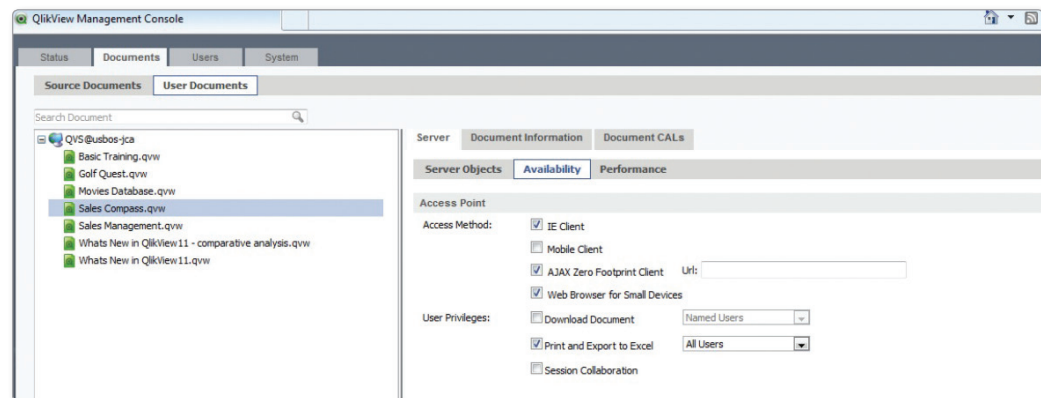 QlikView Management Console
Status Documents Users System
Source Documents User Documents
Search Document
QVS@usbos-jca
Basic Training.qvw
Golf Quest.qvw
Movies Database.qvw
Sales Compass.qvw
Sales Management.qvw
Whats New in QlikView11 - comparative analysis.qvw
Whats New in QlikView11.qvw
Server Document Information Document CALs
Server Objects Availability Performance
Access Point
Access Method: IE Client
Mobile Client
AJAX Zero Footprint Client Url:
Web Browser for Small Devices
User Privileges: Download Document Named Users
Print and Export to Excel All Users
Session Collaboration